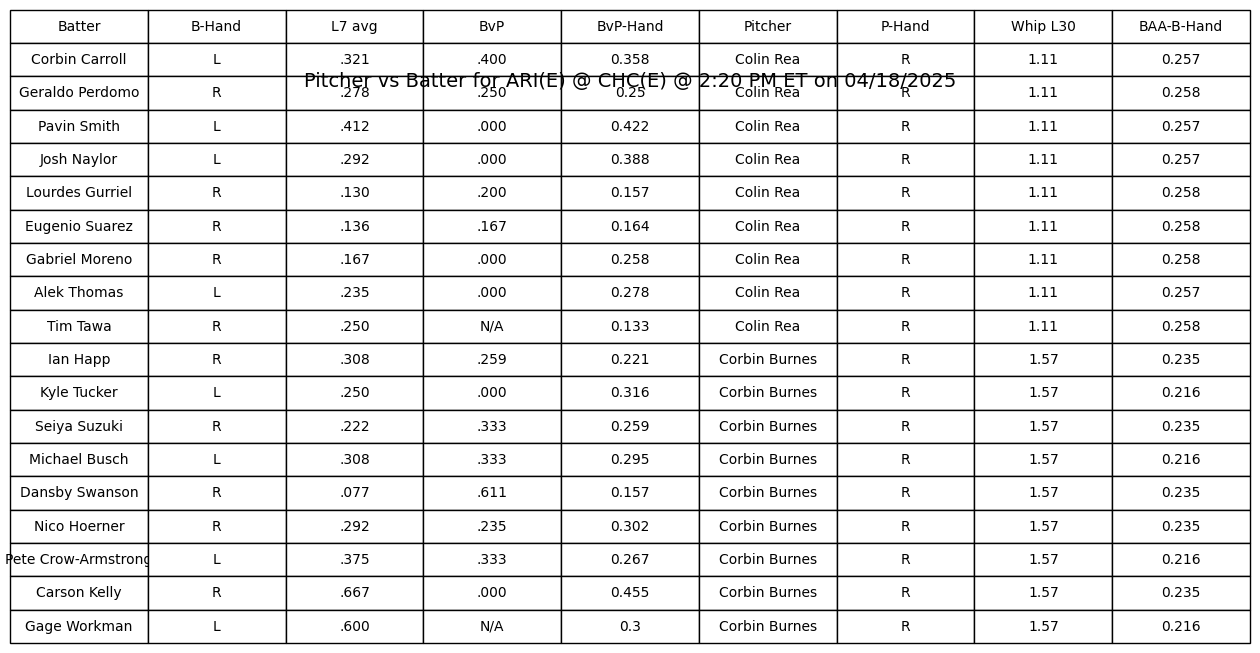 Batter B-Hand L7 avg BvP BvP-Hand Pitcher P-Hand Whip L30 BAA-B-Hand
Corbin Carroll L .321 .400 0.358 Colin Rea R 1.11 0.257
Pitcher vs Batter for ARI(E) @ CHC(E) @ 2:20 PM ET on 04/18/2025
Geraldo Perdomo R .278 .250 0.25 Colin Rea R 1.11 0.258
Pavin Smith L .412 .000 0.422 Colin Rea R 1.11 0.257
Josh Naylor L .292 .000 0.388 Colin Rea R 1.11 0.257
Lourdes Gurriel R .130 .200 0.157 Colin Rea R 1.11 0.258
Eugenio Suarez R .136 .167 0.164 Colin Rea R 1.11 0.258
Gabriel Moreno R .167 .000 0.258 Colin Rea R 1.11 0.258
Alek Thomas L .235 .000 0.278 Colin Rea R 1.11 0.257
Tim Tawa R .250 N/A 0.133 Colin Rea R 1.11 0.258
Ian Happ R .308 .259 0.221 Corbin Burnes R 1.57 0.235
Kyle Tucker L .250 .000 0.316 Corbin Burnes R 1.57 0.216
Seiya Suzuki R .222 .333 0.259 Corbin Burnes R 1.57 0.235
Michael Busch L .308 .333 0.295 Corbin Burnes R 1.57 0.216
Dansby Swanson R .077 .611 0.157 Corbin Burnes R 1.57 0.235
Nico Hoerner R .292 .235 0.302 Corbin Burnes R 1.57 0.235
Pete Crow-Armstrong L .375 .333 0.267 Corbin Burnes R 1.57 0.216
Carson Kelly R .667 .000 0.455 Corbin Burnes R 1.57 0.235
Gage Workman L .600 N/A 0.3 Corbin Burnes R 1.57 0.216